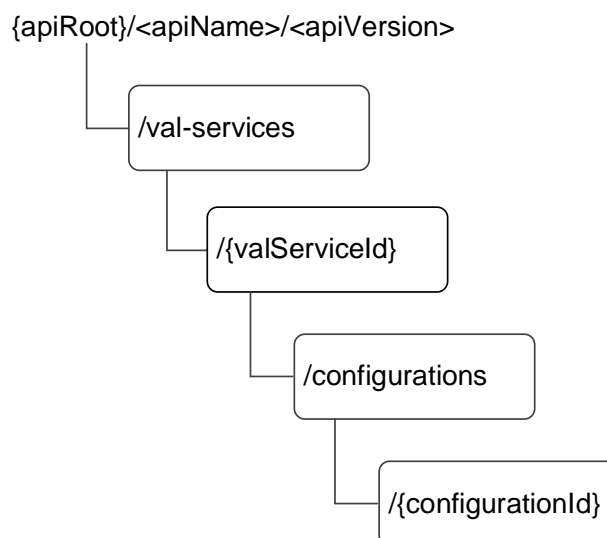 {apiRoot}/<apiName>/<apiVersion>
/val-services
/{valServiceId}
/configurations
/{configurationId}